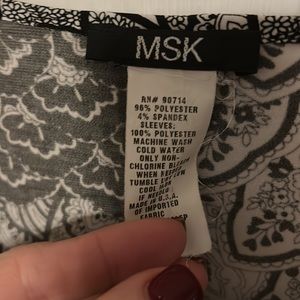 MSK
RN# 90714
96% POLYESTER
4% SPANDEX
SLEEVES:
100% POLYESTER
MACHINE WASH
COLD WATER
ONLY NON-
CHLORINE BLEACH
WHEN NEEDED
TUMBLE DRY LOW
COOL IRON
IF NEEDED
MADE IN U.S.A.
OF IMPORTED
FABRIC